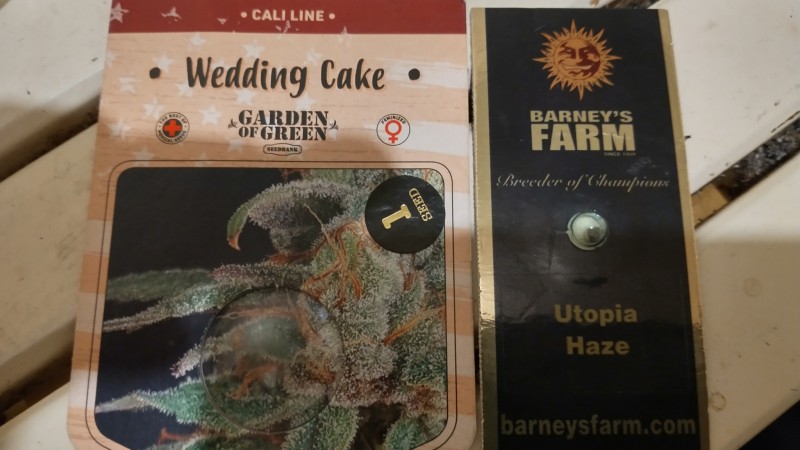 • CALI LINE •
• Wedding Cake •
GARDEN
OF GREEN
SEEDBANK
FEMINIZED
1
SEED
BARNEY'S
FARM
Breeder of Champions
Utopia
Haze
barneysfarm.com